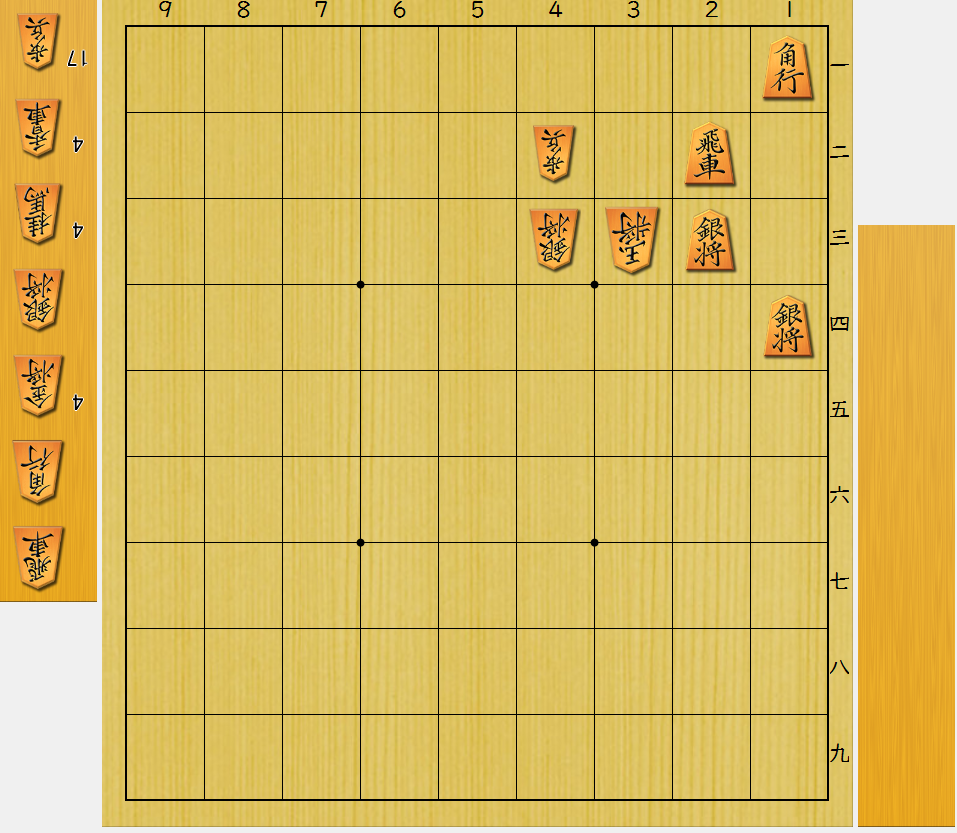 9 8 7 6 5 4 3 2 1
角行 一
歩兵 飛車 二
銀将 玉将 銀将 三
銀将 四
五
六
七
八
九
歩兵 17
香車 4
桂馬 4
銀将
金将 4
角行
飛車